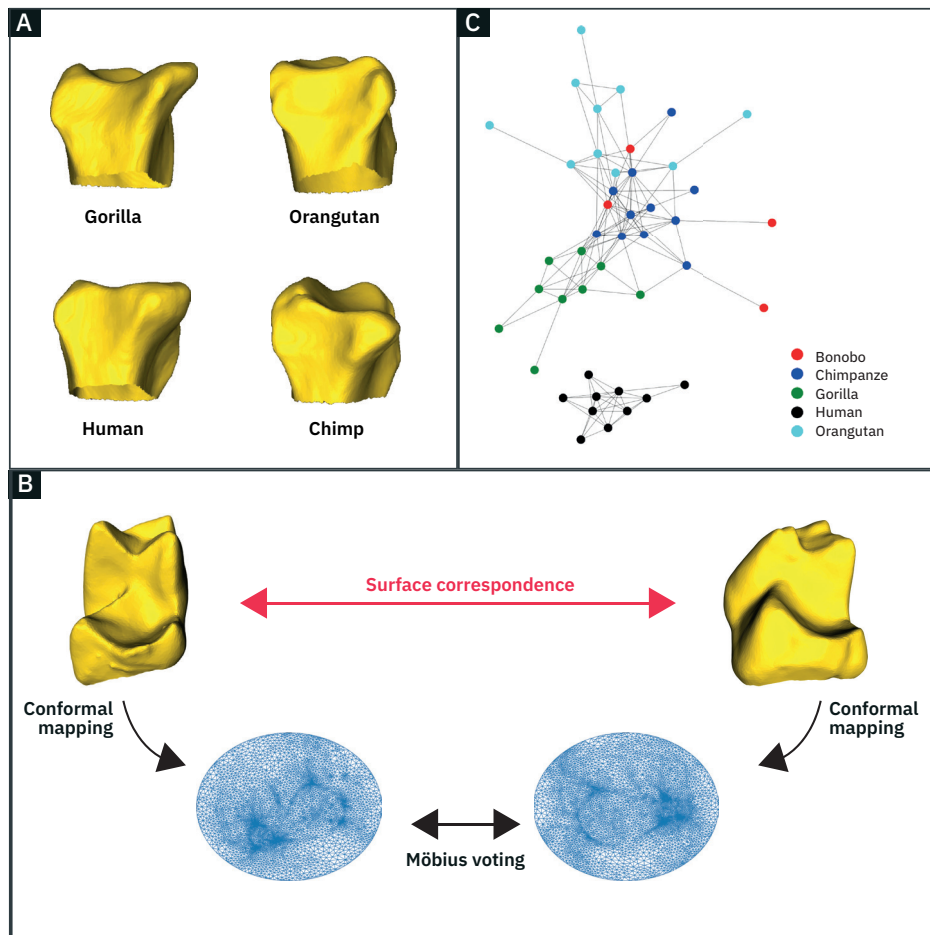 A
Gorilla
Orangutan
Human
Chimp
C
Bonobo
Chimpanze
Gorilla
Human
Orangutan
B
Surface correspondence
Conformal
mapping
Conformal
mapping
Möbius voting